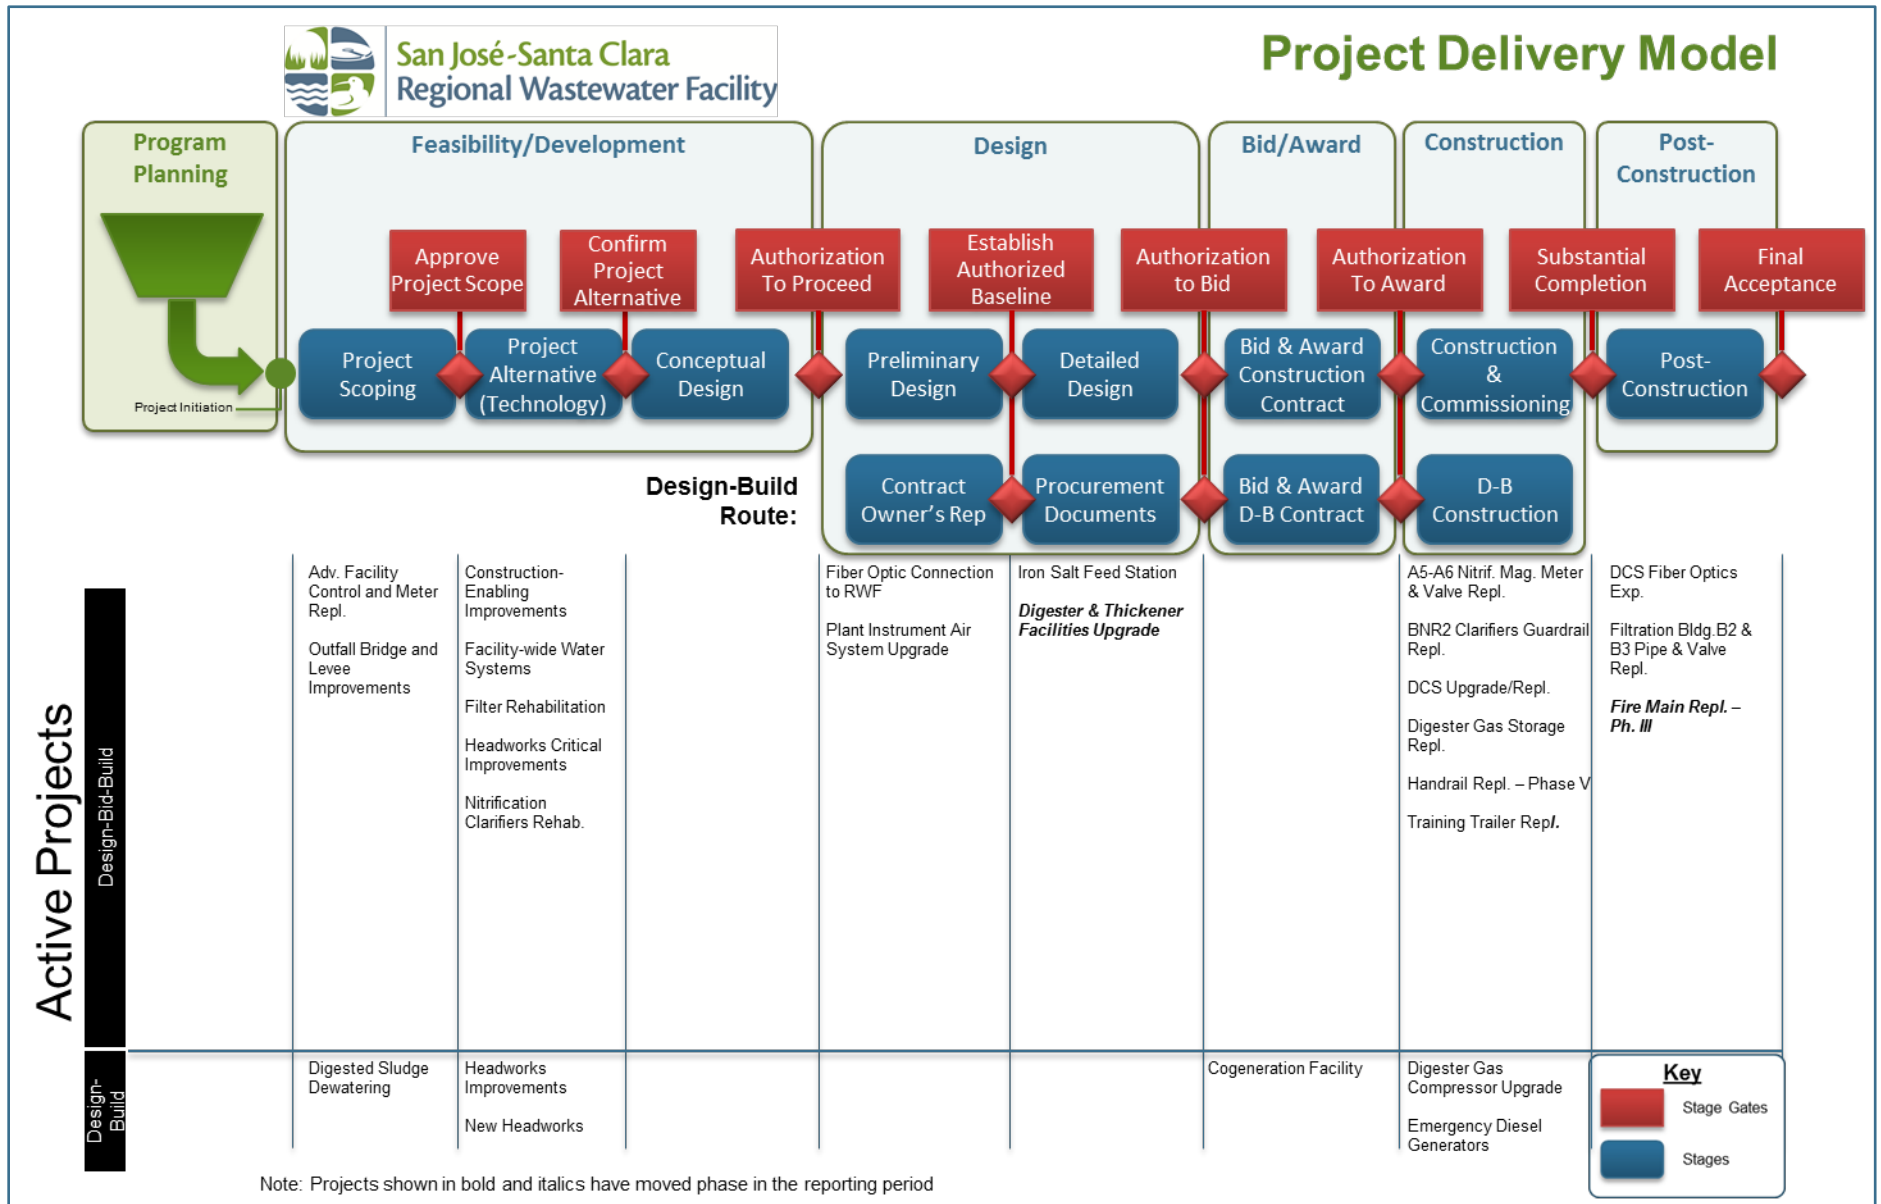 San José-Santa Clara
Regional Wastewater Facility
Project Delivery Model
Program
Planning
Feasibility/Development
Design
Bid/Award
Construction
Post-
Construction
Approve
Project Scope
Confirm
Project
Alternative
Authorization
To Proceed
Establish
Authorized
Baseline
Authorization
to Bid
Authorization
To Award
Substantial
Completion
Final
Acceptance
Project Initiation
Project
Scoping
Project
Alternative
(Technology)
Conceptual
Design
Preliminary
Design
Detailed
Design
Bid & Award
Construction
Contract
Construction
&
Commissioning
Post-
Construction
Design-Build
Route:
Contract
Owner's Rep
Procurement
Documents
Bid & Award
D-B Contract
D-B
Construction
Active Projects
Design-Bid-Build
Adv. Facility
Control and Meter
Repl.
Outfall Bridge and
Levee
Improvements
Construction-
Enabling
Improvements
Facility-wide Water
Systems
Filter Rehabilitation
Headworks Critical
Improvements
Nitrification
Clarifiers Rehab.
Fiber Optic Connection
to RWF
Plant Instrument Air
System Upgrade
Iron Salt Feed Station
Digester & Thickener
Facilities Upgrade
A5-A6 Nitrif. Mag. Meter
& Valve Repl.
BNR2 Clarifiers Guardrail
Repl.
DCS Upgrade/Repl.
Digester Gas Storage
Repl.
Handrail Repl. – Phase V
Training Trailer Repl.
DCS Fiber Optics
Exp.
Filtration Bldg.B2 &
B3 Pipe & Valve
Repl.
Fire Main Repl. –
Ph. III
Design-
Build
Digested Sludge
Dewatering
Headworks
Improvements
New Headworks
Cogeneration Facility
Digester Gas
Compressor Upgrade
Emergency Diesel
Generators
Key
Stage Gates
Stages
Note: Projects shown in bold and italics have moved phase in the reporting period